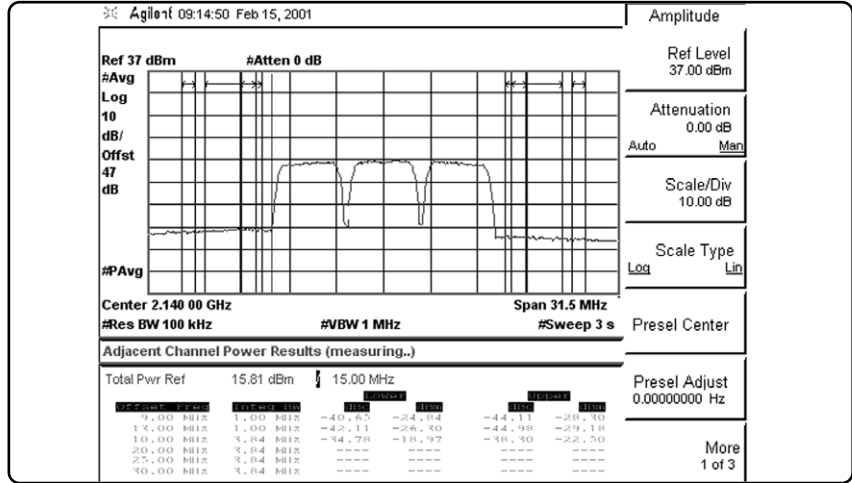 Agilent 09:14:50 Feb 15, 2001
Amplitude
Ref 37 dBm #Atten 0 dB
#Avg
Log
10
dB/
Offst
47
dB
#PAvg
Center 2.140 00 GHz Span 31.5 MHz
#Res BW 100 kHz #VBW 1 MHz #Sweep 3 s
Adjacent Channel Power Results (measuring..)
Total Pwr Ref 15.81 dBm / 15.00 MHz
Lower Upper
Offset Freq Integ BW dBc dBm dBc dBm
9.00 MHz 1.00 MHz -40.65 -24.84 -44.11 -28.30
13.00 MHz 1.00 MHz -42.11 -26.30 -44.98 -29.18
10.00 MHz 3.84 MHz -34.78 -18.97 -38.30 -22.50
20.00 MHz 3.84 MHz ---- ---- ---- ----
25.00 MHz 3.84 MHz ---- ---- ---- ----
30.00 MHz 3.84 MHz ---- ---- ---- ----
Ref Level
37.00 dBm
Attenuation
0.00 dB
Auto Man
Scale/Div
10.00 dB
Scale Type
Log Lin
Presel Center
Presel Adjust
0.00000000 Hz
More
1 of 3